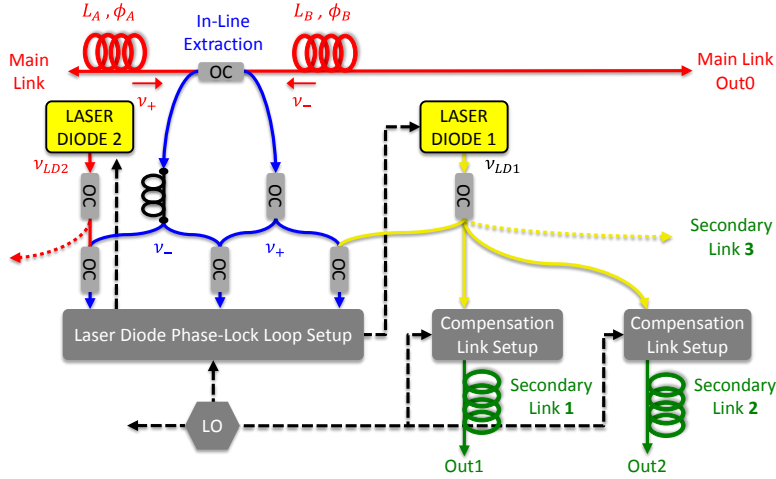 L_A , ϕ_A
In-Line
Extraction
L_B , ϕ_B
Main
Link
OC
Main Link
Out0
ν_+
ν_−
LASER
DIODE 2
LASER
DIODE 1
ν_LD2
ν_LD1
OC
OC
OC
ν_−
ν_+
Secondary
Link 3
OC
OC
OC
Laser Diode Phase-Lock Loop Setup
Compensation
Link Setup
Compensation
Link Setup
Secondary
Link 1
Secondary
Link 2
LO
Out1
Out2